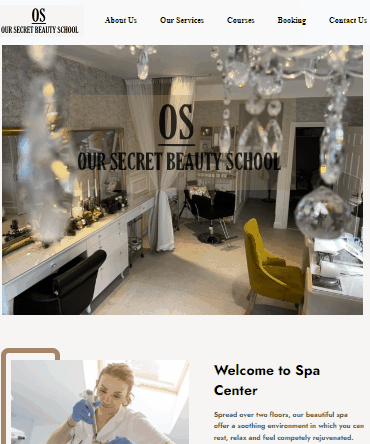 OS
OUR SECRET BEAUTY SCHOOL
About Us
Our Services
Courses
Booking
Contact Us
OS
OUR SECRET BEAUTY SCHOOL
Welcome to Spa
Center
Spread over two floors, our beautiful spa
offer a soothing environment in which you can
rest, relax and feel competely rejuvenated.